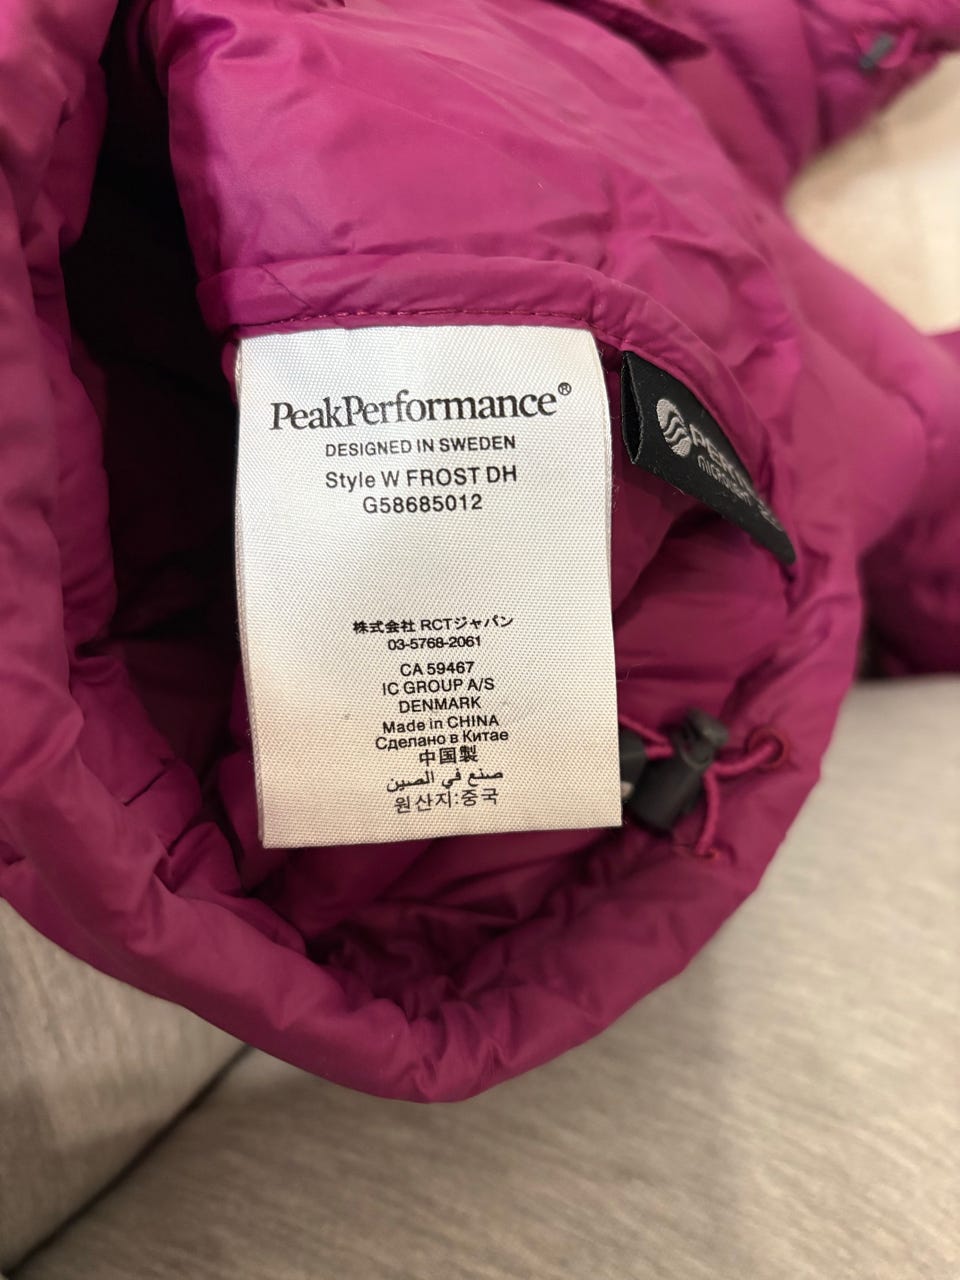 PeakPerformance®
DESIGNED IN SWEDEN
Style W FROST DH
G58685012
株式会社 RCTジャパン
03-5768-2061
CA 59467
IC GROUP A/S
DENMARK
Made in CHINA
Сделано в Китае
中国製
صنع في الصين
원산지:중국